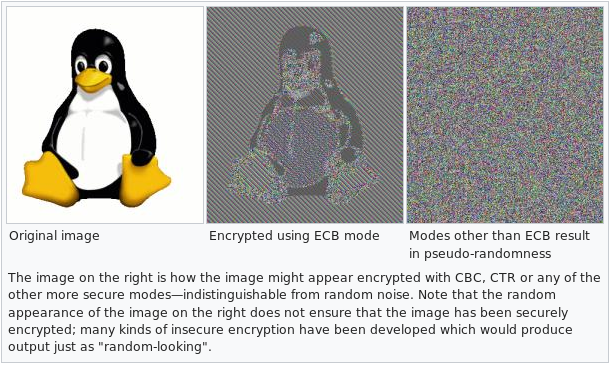 Original image
Encrypted using ECB mode
Modes other than ECB result
in pseudo-randomness
The image on the right is how the image might appear encrypted with CBC, CTR or any of the
other more secure modes—indistinguishable from random noise. Note that the random
appearance of the image on the right does not ensure that the image has been securely
encrypted; many kinds of insecure encryption have been developed which would produce
output just as "random-looking".